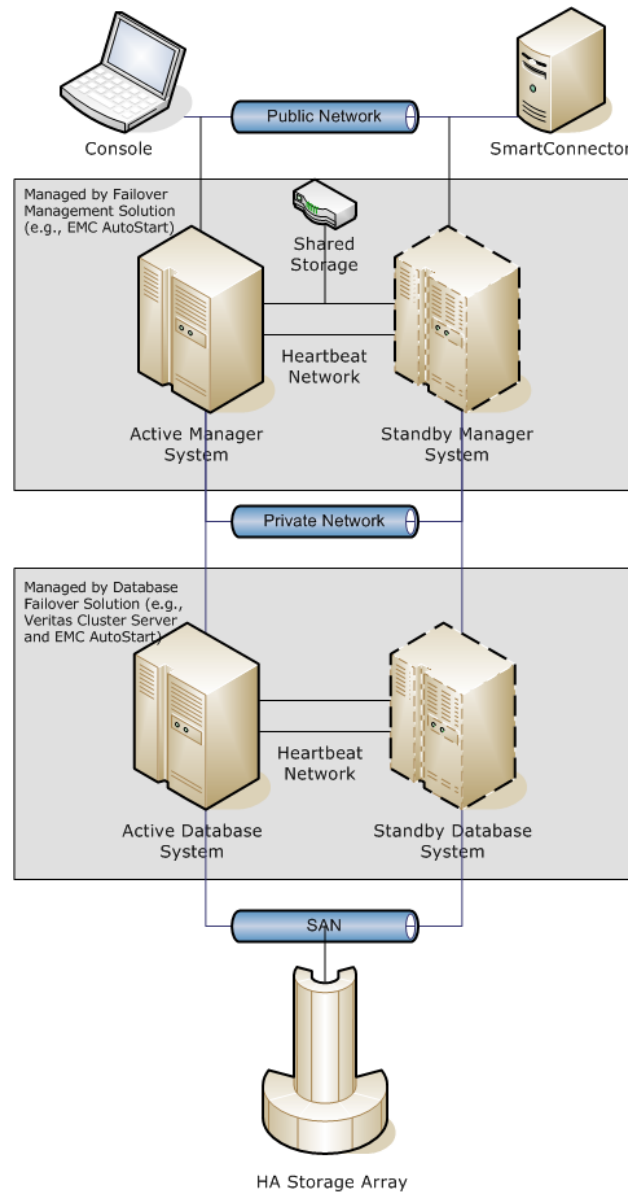 Public Network
Console
SmartConnector
Managed by Failover
Management Solution
(e.g., EMC AutoStart)
Shared
Storage
Heartbeat
Network
Active Manager
System
Standby Manager
System
Private Network
Managed by Database
Failover Solution (e.g.,
Veritas Cluster Server
and EMC AutoStart)
Heartbeat
Network
Active Database
System
Standby Database
System
SAN
HA Storage Array